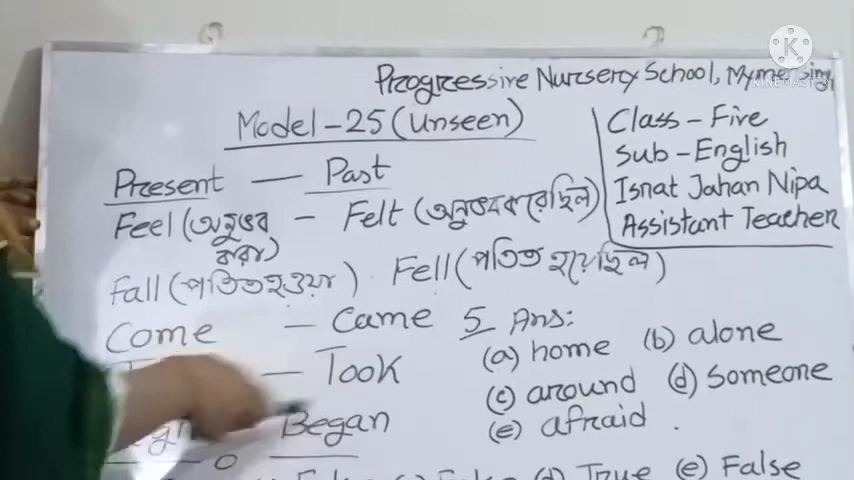 Progressive Nursery School, Mymensing
KINEMASTER
Model-25 (Unseen)
Class - Five
Sub - English
Isnat Jahan Nipa
Assistant Teacher
Present — Past
Feel (অনুভব করা) - Felt (অনুভব করেছিল)
Fall (পতিত হওয়া) Fell (পতিত হয়েছিল)
Come - Came
— Took
Began
5 Ans:
(a) home (b) alone
(c) around (d) Someone
(e) afraid .
(d) True (e) False